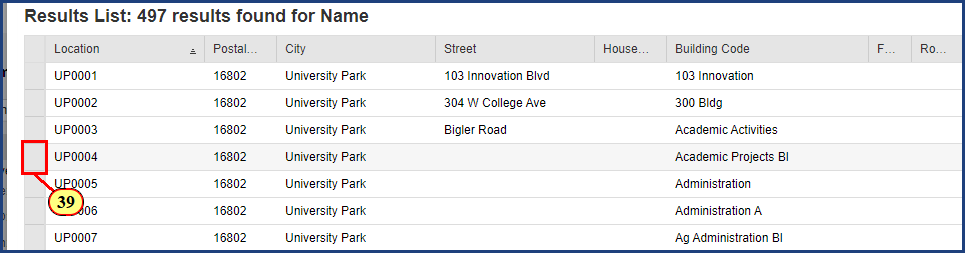 Results List: 497 results found for Name
Location Postal... City Street House... Building Code F... Ro...
UP0001 16802 University Park 103 Innovation Blvd 103 Innovation
UP0002 16802 University Park 304 W College Ave 300 Bldg
UP0003 16802 University Park Bigler Road Academic Activities
UP0004 16802 University Park Academic Projects Bl
UP0005 16802 University Park Administration
39
006 16802 University Park Administration A
UP0007 16802 University Park Ag Administration Bl